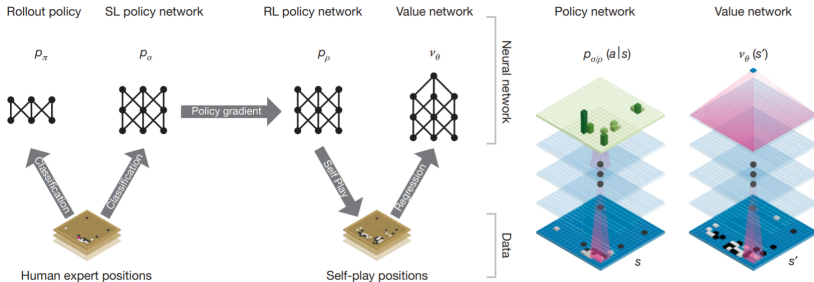 Rollout policy
SL policy network
RL policy network
Value network
Policy network
Value network
pπ
pσ
pρ
vθ
Neural network
pσ/ρ (a|s)
vθ (s′)
Policy gradient
Classification
Classification
Self Play
Regression
Data
s
s′
Human expert positions
Self-play positions